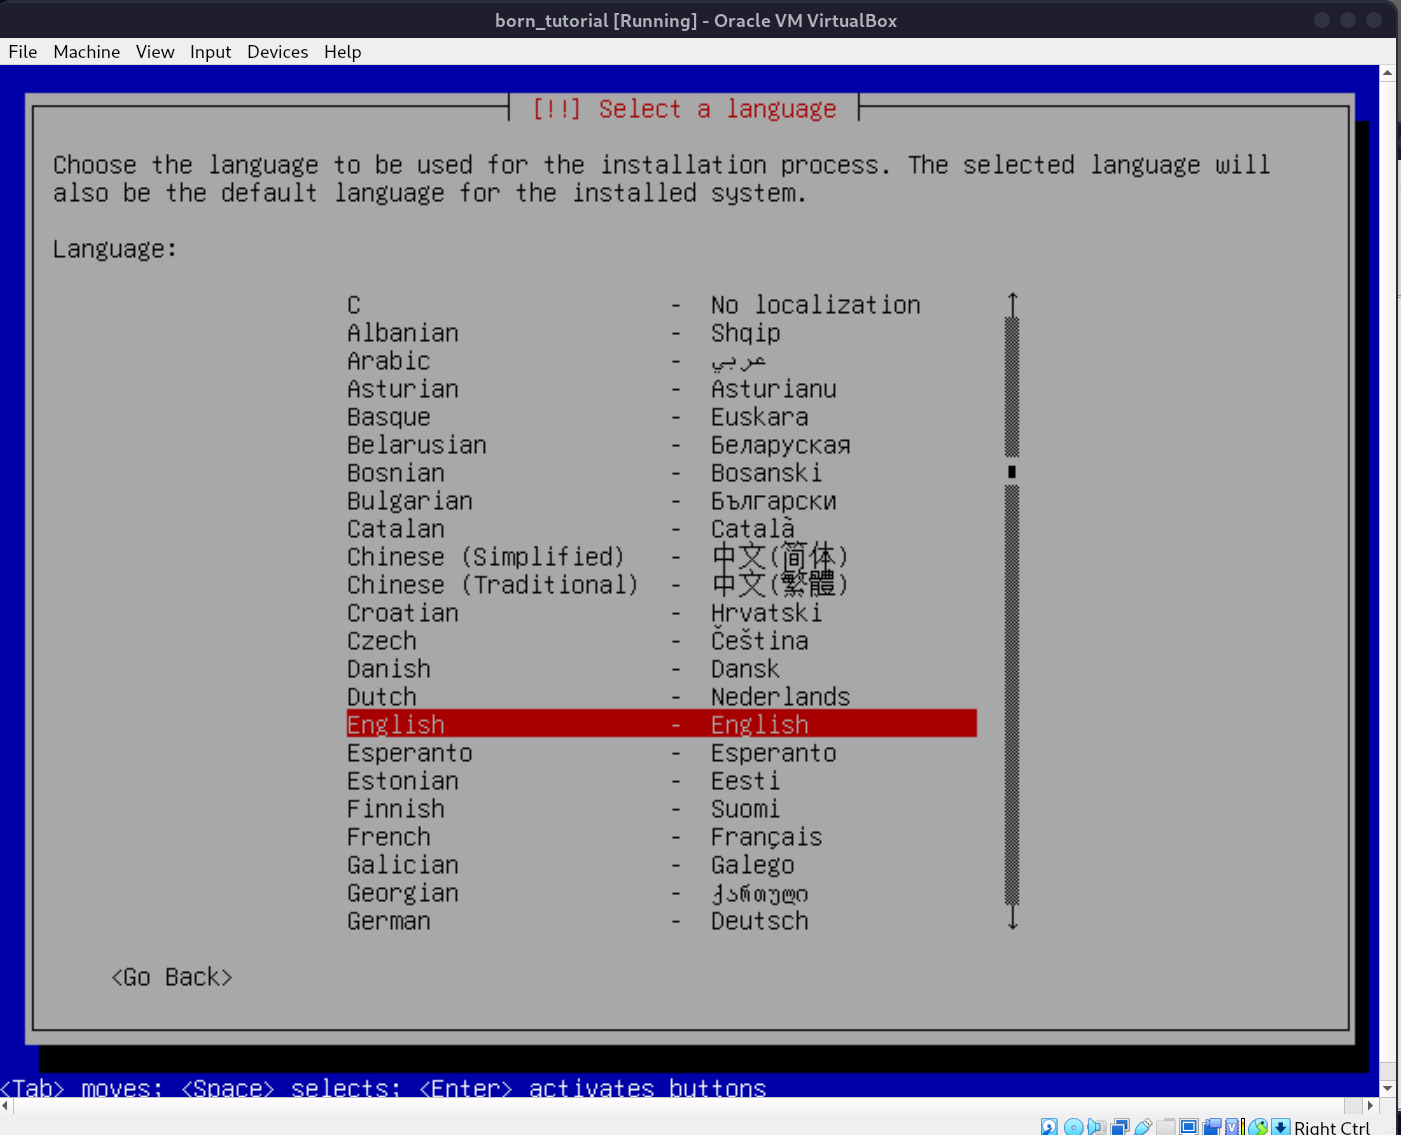 born_tutorial [Running] - Oracle VM VirtualBox
File Machine View Input Devices Help
[!!] Select a language
Choose the language to be used for the installation process. The selected language will
also be the default language for the installed system.
Language:
C - No localization
Albanian - Shqip
Arabic - عربي
Asturian - Asturianu
Basque - Euskara
Belarusian - Беларуская
Bosnian - Bosanski
Bulgarian - Български
Catalan - Català
Chinese (Simplified) - 中文(简体)
Chinese (Traditional) - 中文(繁體)
Croatian - Hrvatski
Czech - Čeština
Danish - Dansk
Dutch - Nederlands
English - English
Esperanto - Esperanto
Estonian - Eesti
Finnish - Suomi
French - Français
Galician - Galego
Georgian - ქართული
German - Deutsch
<Go Back>
<Tab> moves; <Space> selects; <Enter> activates buttons
Right Ctrl